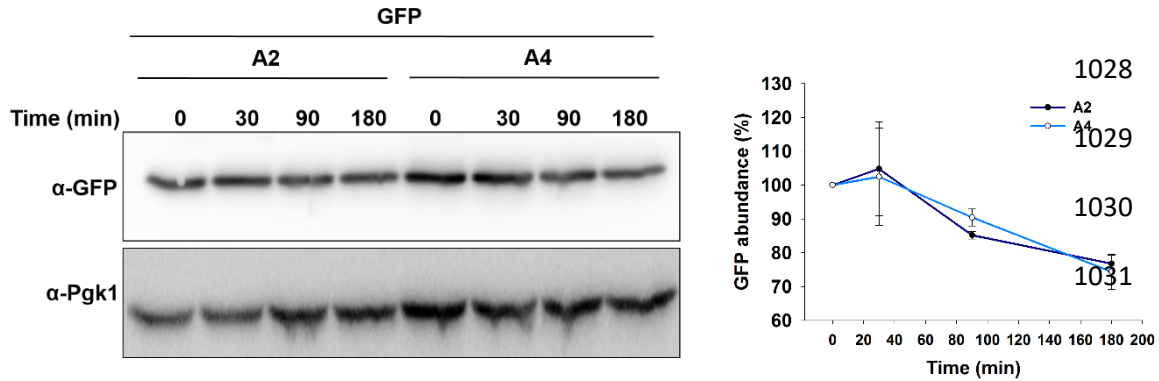 GFP
A2 A4
Time (min) 0 30 90 180 0 30 90 180
α-GFP
α-Pgk1
1028
1029
1030
1031
A2
A4
GFP abundance (%)
130
120
110
100
90
80
70
60
0 20 40 60 80 100 120 140 160 180 200
Time (min)